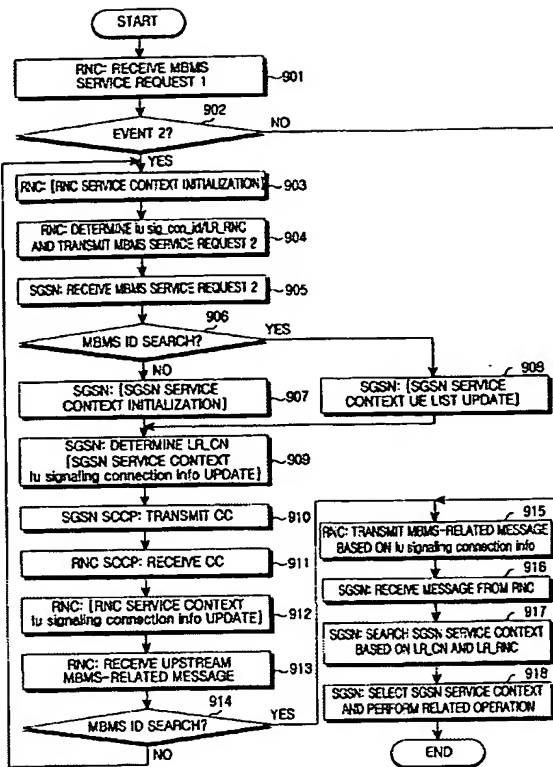 START
RNC: RECEIVE MBMS
SERVICE REQUEST 1
901
902
EVENT 2?
NO
YES
RNC: [RNC SERVICE CONTEXT INITIALIZATION]
903
RNC: DETERMINE Iu sig_con_id/LR_RNC
AND TRANSMIT MBMS SERVICE REQUEST 2
904
SGSN: RECEIVE MBMS SERVICE REQUEST 2
905
906
MBMS ID SEARCH?
YES
NO
SGSN: [SGSN SERVICE
CONTEXT INITIALIZATION]
907
908
SGSN: [SGSN SERVICE
CONTEXT UE LIST UPDATE]
SGSN: DETERMINE LR_CN
[SGSN SERVICE CONTEXT
Iu signaling connection info UPDATE]
909
SGSN SCCP: TRANSMIT CC
910
RNC SCCP: RECEIVE CC
911
RNC: [RNC SERVICE CONTEXT
Iu signaling connection info UPDATE]
912
RNC: RECEIVE UPSTREAM
MBMS-RELATED MESSAGE
913
914
MBMS ID SEARCH?
YES
NO
915
RNC: TRANSMIT MBMS-RELATED MESSAGE
BASED ON Iu signaling connection info
916
SGSN: RECEIVE MESSAGE FROM RNC
917
SGSN: SEARCH SGSN SERVICE CONTEXT
BASED ON LR_CN AND LR_RNC
918
SGSN: SELECT SGSN SERVICE CONTEXT
AND PERFORM RELATED OPERATION
END